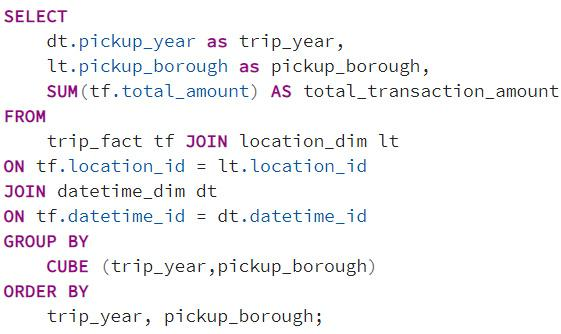 SELECT
    dt.pickup_year as trip_year,
    lt.pickup_borough as pickup_borough,
    SUM(tf.total_amount) AS total_transaction_amount
FROM
    trip_fact tf JOIN location_dim lt
ON tf.location_id = lt.location_id
JOIN datetime_dim dt
ON tf.datetime_id = dt.datetime_id
GROUP BY
    CUBE (trip_year,pickup_borough)
ORDER BY
    trip_year, pickup_borough;